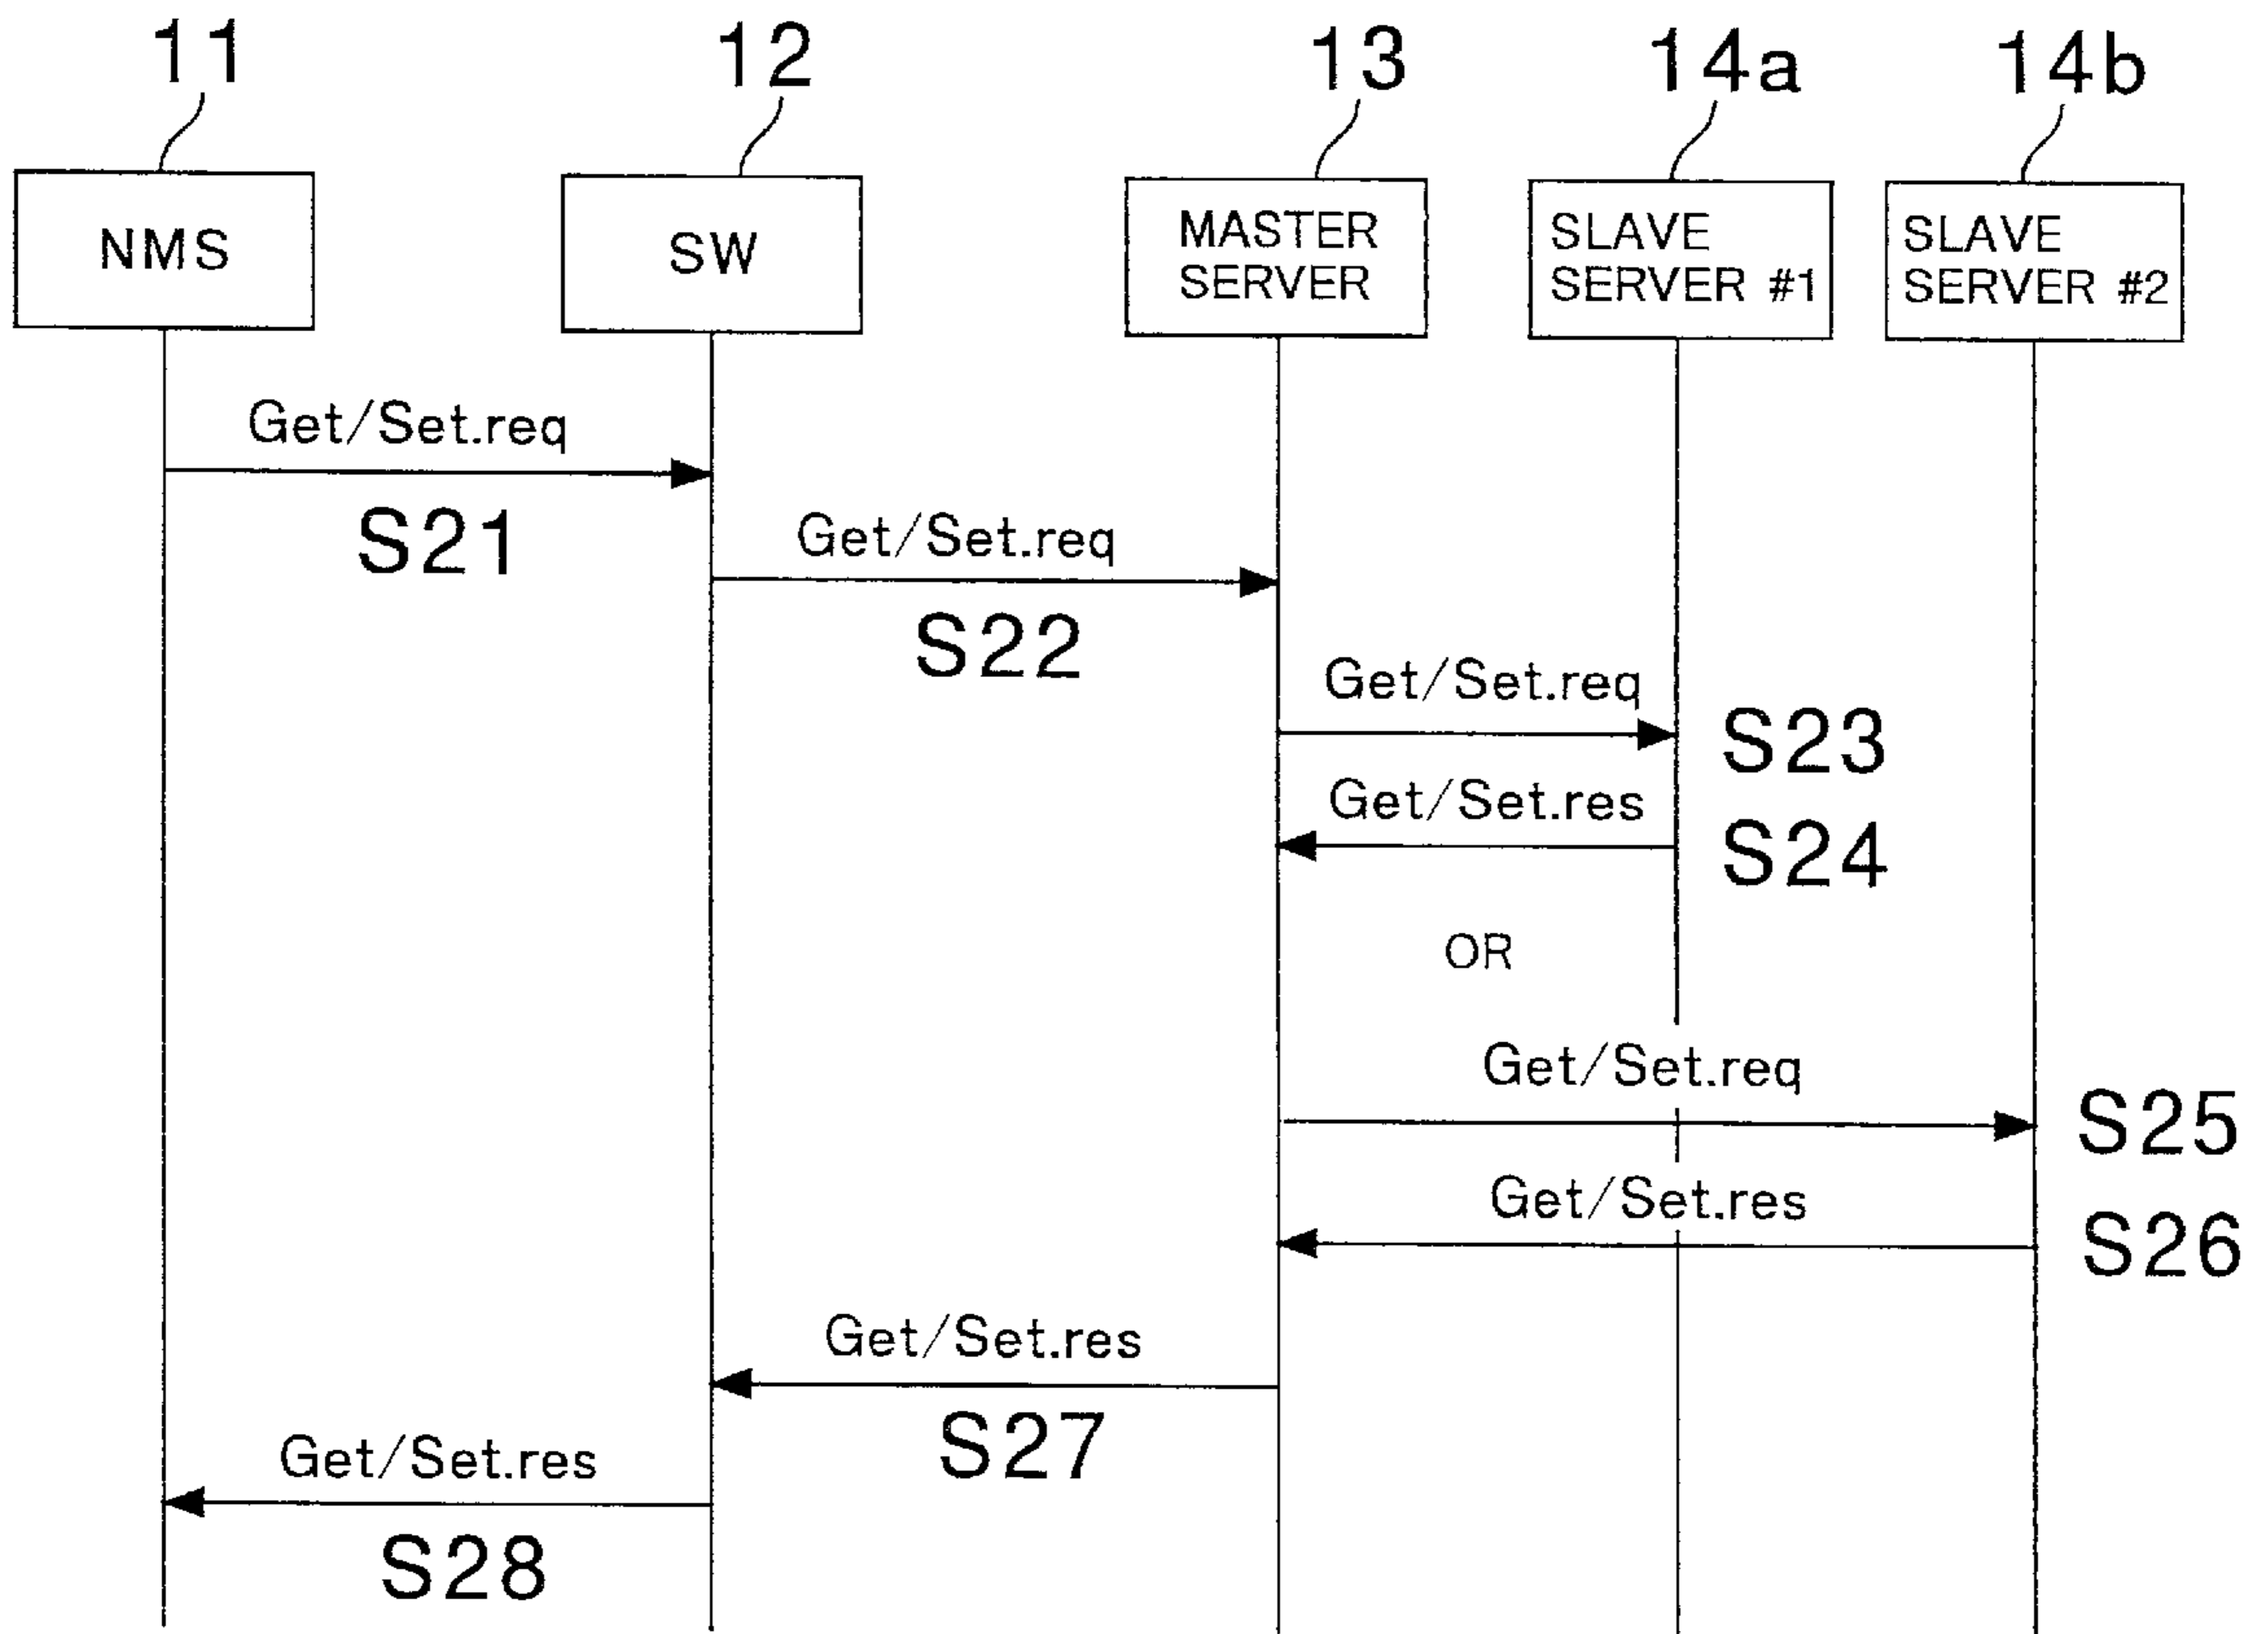 11
12
13
14a
14b
NMS
SW
MASTER
SERVER
SLAVE
SERVER #1
SLAVE
SERVER #2
Get/Set.req
S21
Get/Set.req
S22
Get/Set.req
S23
Get/Set.res
S24
OR
Get/Set.req
S25
Get/Set.res
S26
Get/Set.res
S27
Get/Set.res
S28